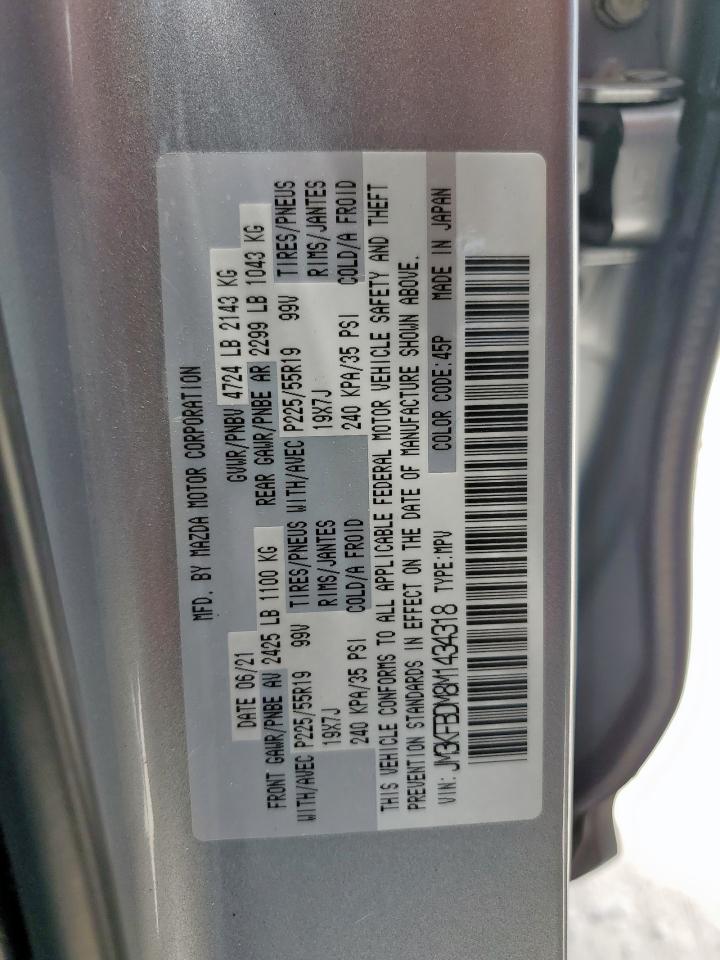 MFD. BY MAZDA MOTOR CORPORATION
DATE 06/21 GVWR/PNBV 4724 LB 2143 KG
FRONT GAWR/PNBE AV 2425 LB 1100 KG REAR GAWR/PNBE AR 2299 LB 1043 KG
WITH/AVEC P225/55R19 99V TIRES/PNEUS WITH/AVEC P225/55R19 99V TIRES/PNEUS
19X7J RIMS/JANTES 19X7J RIMS/JANTES
240 KPA/35 PSI COLD/A FROID 240 KPA/35 PSI COLD/A FROID
THIS VEHICLE CONFORMS TO ALL APPLICABLE FEDERAL MOTOR VEHICLE SAFETY AND THEFT
PREVENTION STANDARDS IN EFFECT ON THE DATE OF MANUFACTURE SHOWN ABOVE.
VIN: JM3KFBDM8M1434318 TYPE:MPV COLOR CODE:45P MADE IN JAPAN